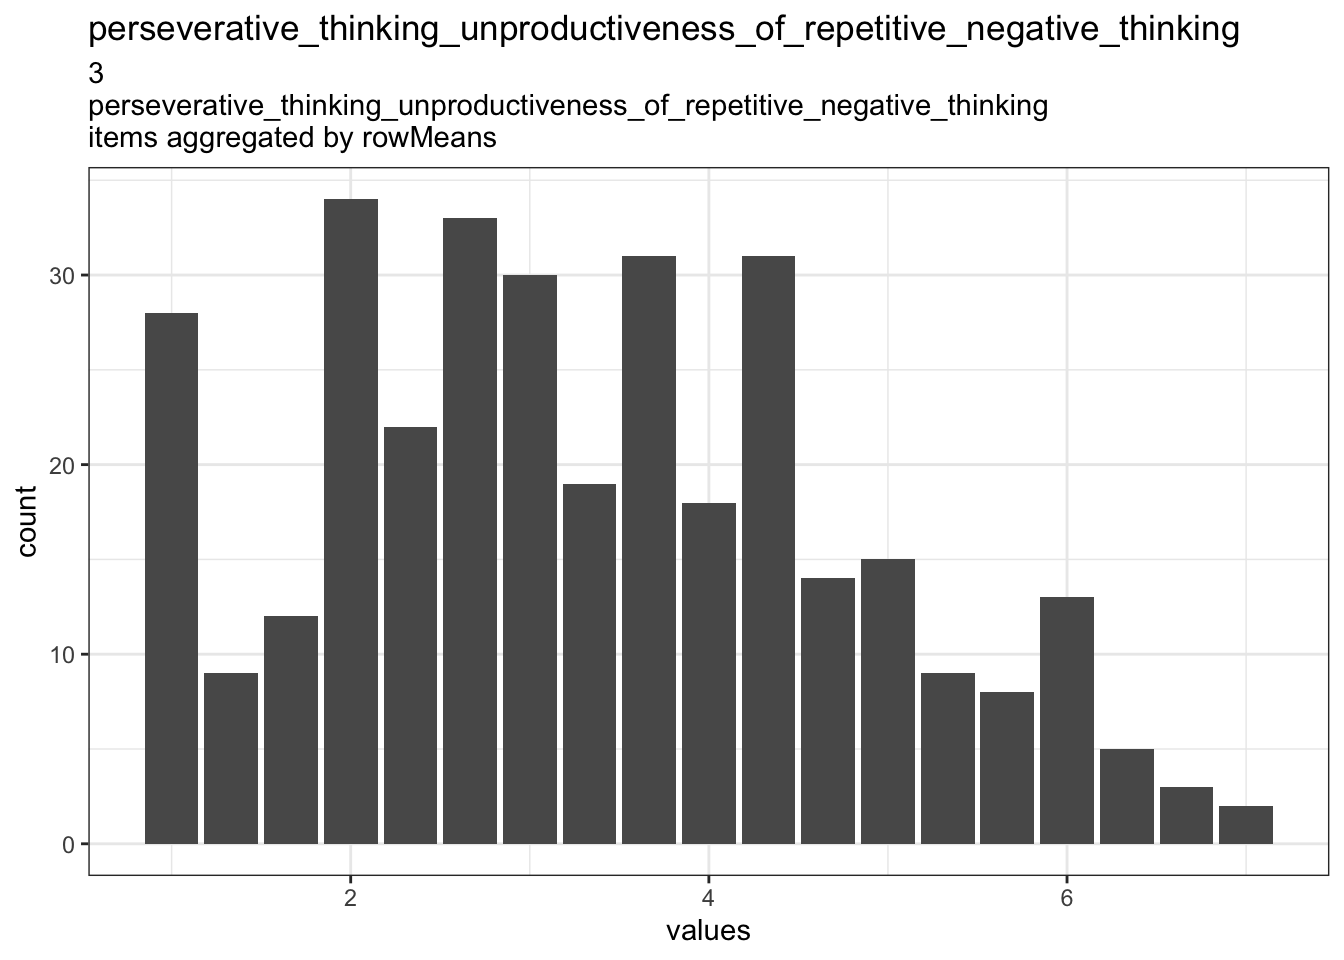 perseverative_thinking_unproductiveness_of_repetitive_negative_thinking
3
perseverative_thinking_unproductiveness_of_repetitive_negative_thinking
items aggregated by rowMeans
30
20
10
0
count
2 4 6
values